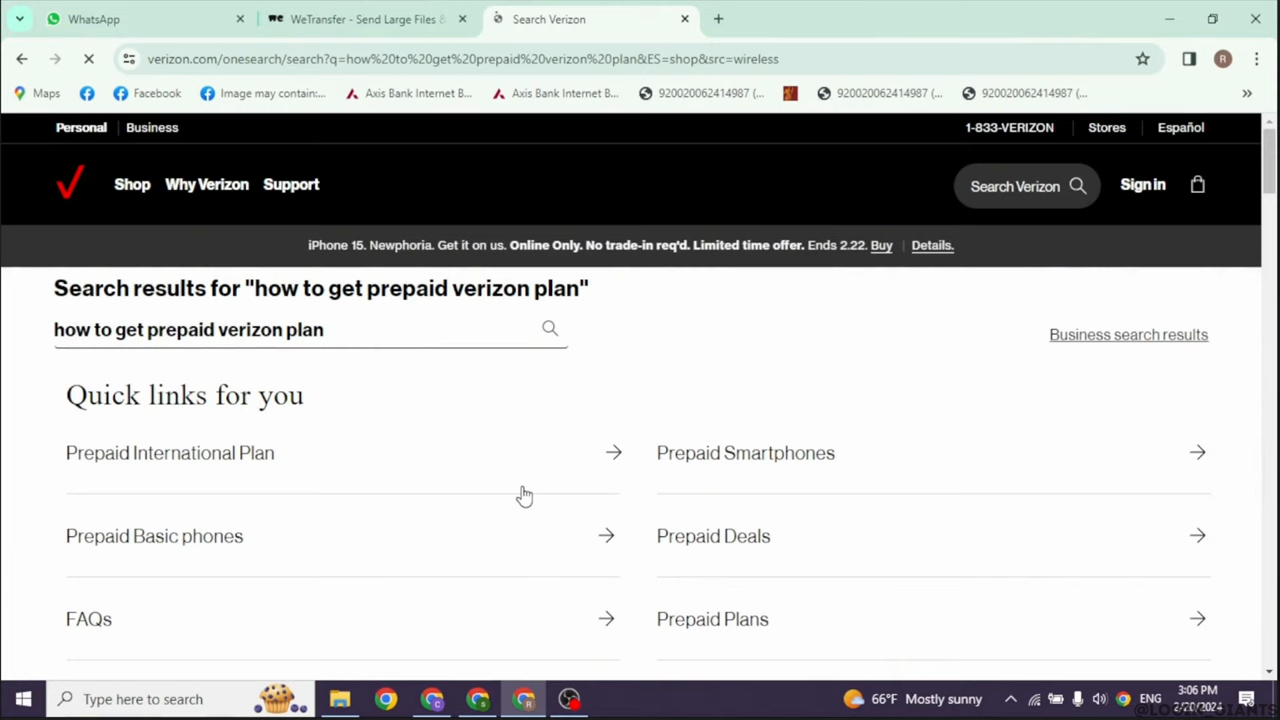 WhatsApp
WeTransfer - Send Large Files &
Search Verizon
verizon.com/onesearch/search?q=how%20to%20get%20prepaid%20verizon%20plan&ES=shop&src=wireless
R
Maps
Facebook
Image may contain:...
Axis Bank Internet B...
Axis Bank Internet B...
920020062414987 (...
920020062414987 (...
920020062414987 (...
Personal
Business
1-833-VERIZON
Stores
Español
Shop
Why Verizon
Support
Search Verizon
Sign in
iPhone 15. Newphoria. Get it on us. Online Only. No trade-in req'd. Limited time offer. Ends 2.22. Buy | Details.
Search results for "how to get prepaid verizon plan"
how to get prepaid verizon plan
Business search results
Quick links for you
Prepaid International Plan
Prepaid Smartphones
Prepaid Basic phones
Prepaid Deals
FAQs
Prepaid Plans
Type here to search
66°F Mostly sunny
ENG
3:06 PM
2/20/2024